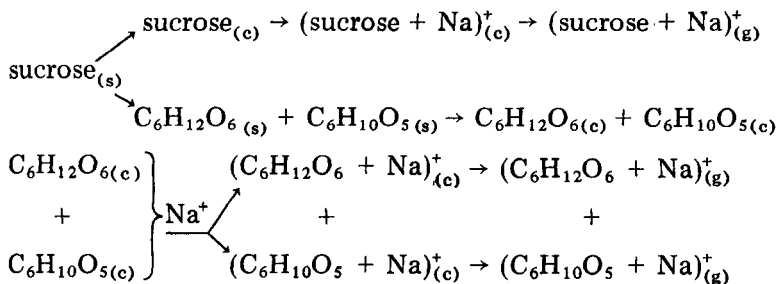 sucrose(c) → (sucrose + Na)+(c) → (sucrose + Na)+(g)
sucrose(s)
C6H12O6 (s) + C6H10O5(s) → C6H12O6(c) + C6H10O5(c)
C6H12O6(c) (C6H12O6 + Na)+(c) → (C6H12O6 + Na)+(g)
+ } Na+ + +
C6H10O5(c) (C6H10O5 + Na)+(c) → (C6H10O5 + Na)+(g)